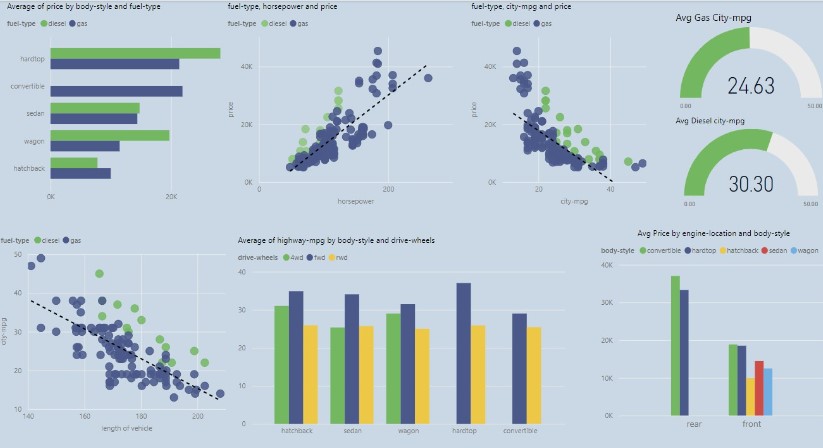 Average of price by body-style and fuel-type
fuel-type diesel gas
hardtop
convertible
sedan
wagon
hatchback
0K 20K
fuel-type, horsepower and price
fuel-type diesel gas
40K
20K
0K
price
0 200
horsepower
fuel-type, city-mpg and price
fuel-type diesel gas
40K
20K
0K
price
20 40
city-mpg
Avg Gas City-mpg
24.63
0.00 50.00
Avg Diesel city-mpg
30.30
0.00 50.00
fuel-type diesel gas
50
40
30
20
10
city-mpg
140 160 180 200
length of vehicle
Average of highway-mpg by body-style and drive-wheels
drive-wheels 4wd fwd rwd
40
30
20
10
0
hatchback sedan wagon hardtop convertible
Avg Price by engine-location and body-style
body-style convertible hardtop hatchback sedan wagon
40K
30K
20K
10K
0K
rear front